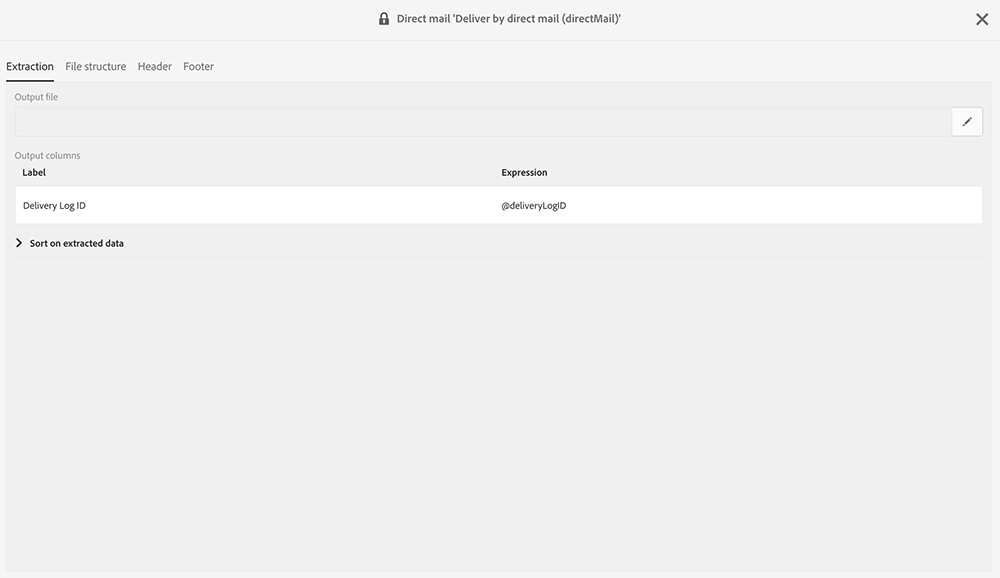 Direct mail 'Deliver by direct mail (directMail)'
Extraction File structure Header Footer
Output file
Output columns
Label Expression
Delivery Log ID @deliveryLogID
Sort on extracted data